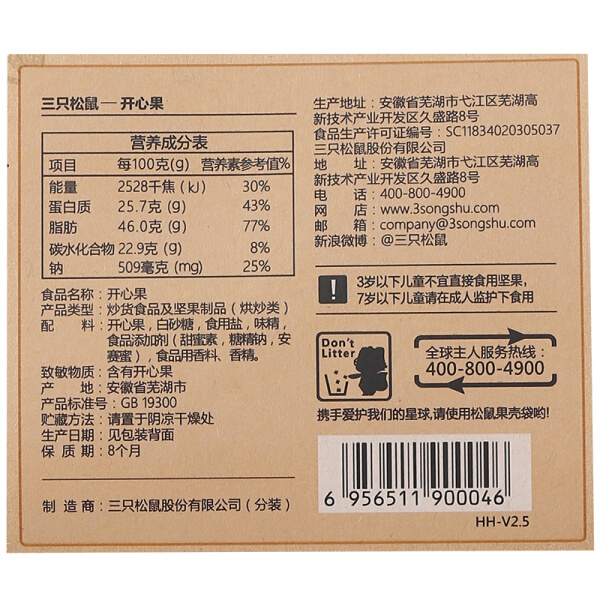 三只松鼠—开心果
营养成分表
项目 每100克(g) 营养素参考值%
能量 2528千焦 (kJ) 30%
蛋白质 25.7克 (g) 43%
脂肪 46.0克 (g) 77%
碳水化合物 22.9克 (g) 8%
钠 509毫克 (mg) 25%
食品名称：开心果
产品类型：炒货食品及坚果制品（烘炒类）
配 料：开心果，白砂糖，食用盐，味精，
食品添加剂（甜蜜素，糖精钠，安
赛蜜），食品用香料、香精。
致敏物质：含有开心果
产 地：安徽省芜湖市
产品标准号：GB 19300
贮藏方法：请置于阴凉干燥处
生产日期：见包装背面
保 质 期：8个月
制 造 商：三只松鼠股份有限公司（分装）
生产地址：安徽省芜湖市弋江区芜湖高
新技术产业开发区久盛路8号
食品生产许可证编号：SC11834020305037
三只松鼠股份有限公司
地 址：安徽省芜湖市弋江区芜湖高
新技术产业开发区久盛路8号
电 话：400-800-4900
网 店：www.3songshu.com
邮 箱：company@3songshu.com
新浪微博：@三只松鼠
! 3岁以下儿童不宜直接食用坚果，
7岁以下儿童请在成人监护下食用
Don't
Litter
全球主人服务热线：
400-800-4900
携手爱护我们的星球,请使用松鼠果壳袋哟!
6 956511 900046
HH-V2.5